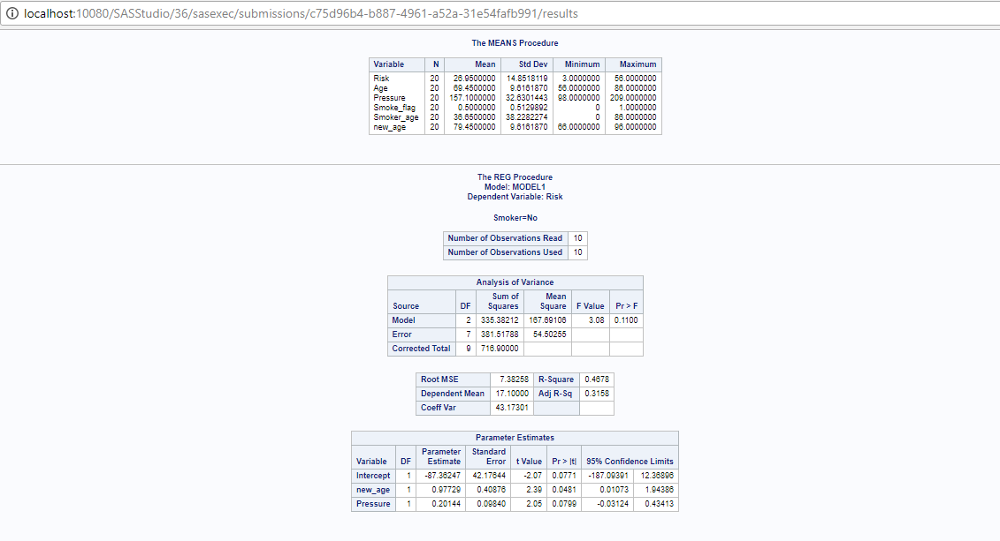 localhost:10080/SASStudio/36/sasexec/submissions/c75d96b4-b887-4961-a52a-31e54fafb991/results
The MEANS Procedure
Variable N Mean Std Dev Minimum Maximum
Risk 20 26.9500000 14.8518119 3.0000000 56.0000000
Age 20 69.4500000 9.6161870 56.0000000 86.0000000
Pressure 20 157.1000000 32.6301443 98.0000000 209.0000000
Smoke_flag 20 0.5000000 0.5129892 0 1.0000000
Smoker_age 20 36.6500000 38.2282274 0 86.0000000
new_age 20 79.4500000 9.6161870 66.0000000 96.0000000
The REG Procedure
Model: MODEL1
Dependent Variable: Risk
Smoker=No
Number of Observations Read 10
Number of Observations Used 10
Analysis of Variance
Source DF Sum of Squares Mean Square F Value Pr > F
Model 2 335.38212 167.69106 3.08 0.1100
Error 7 381.51788 54.50255
Corrected Total 9 716.90000
Root MSE 7.38258 R-Square 0.4678
Dependent Mean 17.10000 Adj R-Sq 0.3158
Coeff Var 43.17301
Parameter Estimates
Variable DF Parameter Estimate Standard Error t Value Pr > |t| 95% Confidence Limits
Intercept 1 -87.36247 42.17644 -2.07 0.0771 -187.09391 12.36896
new_age 1 0.97729 0.40876 2.39 0.0481 0.01073 1.94386
Pressure 1 0.20144 0.09840 2.05 0.0799 -0.03124 0.43413